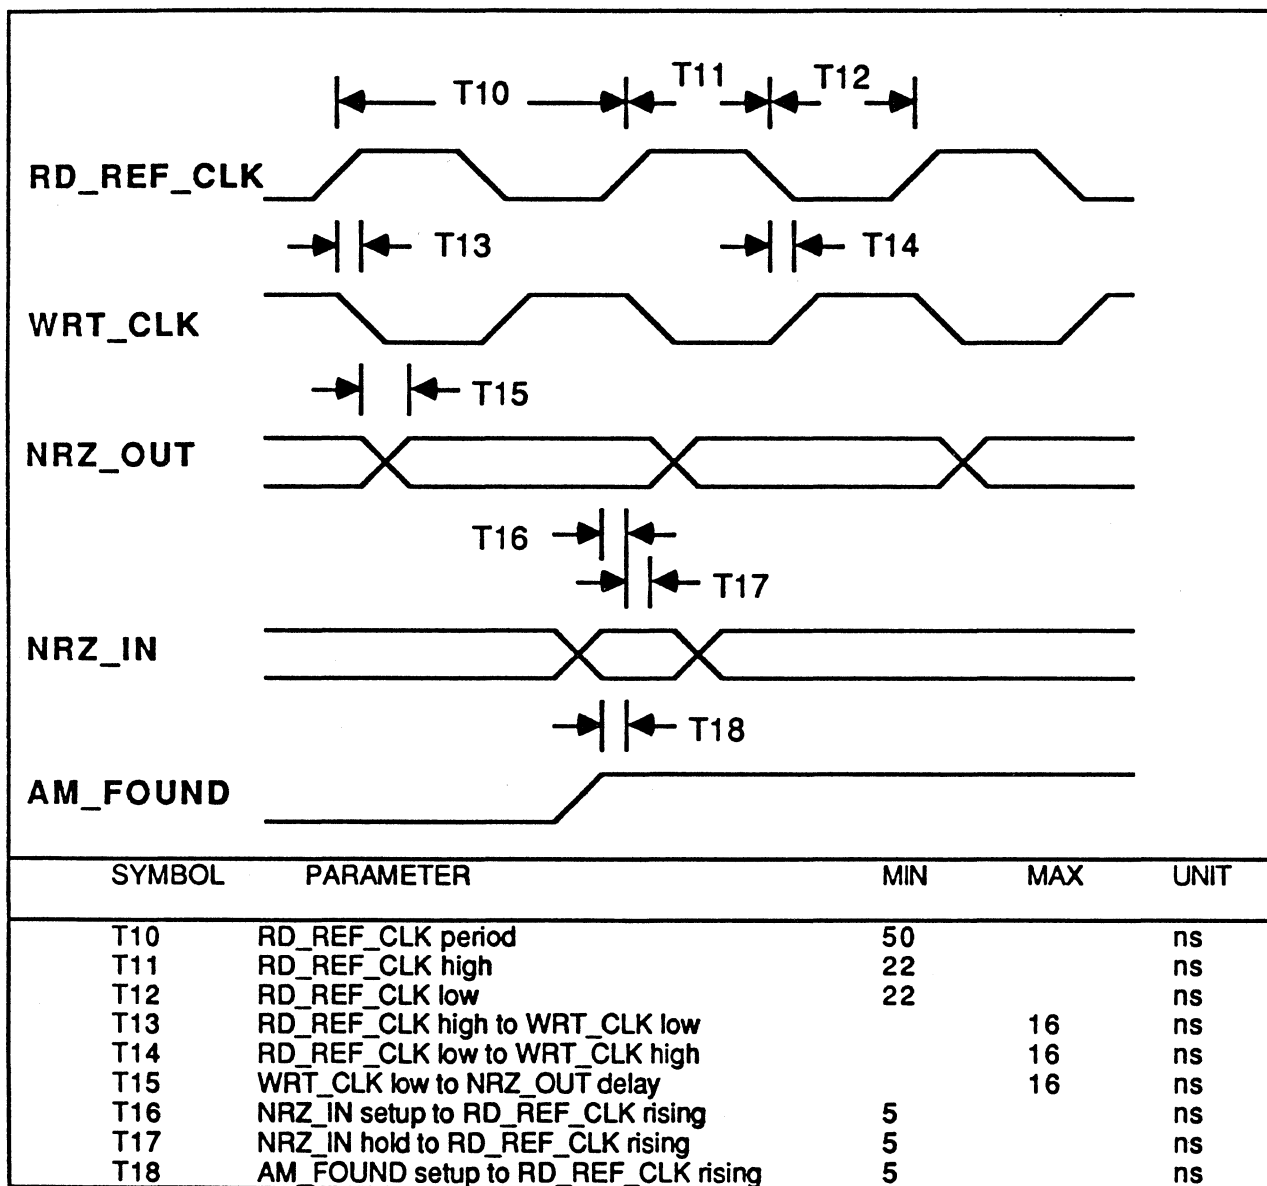 T10 T11 T12
RD_REF_CLK
T13 T14
WRT_CLK
T15
NRZ_OUT
T16
T17
NRZ_IN
T18
AM_FOUND
SYMBOL PARAMETER MIN MAX UNIT
T10 RD_REF_CLK period 50 ns
T11 RD_REF_CLK high 22 ns
T12 RD_REF_CLK low 22 ns
T13 RD_REF_CLK high to WRT_CLK low 16 ns
T14 RD_REF_CLK low to WRT_CLK high 16 ns
T15 WRT_CLK low to NRZ_OUT delay 16 ns
T16 NRZ_IN setup to RD_REF_CLK rising 5 ns
T17 NRZ_IN hold to RD_REF_CLK rising 5 ns
T18 AM_FOUND setup to RD_REF_CLK rising 5 ns